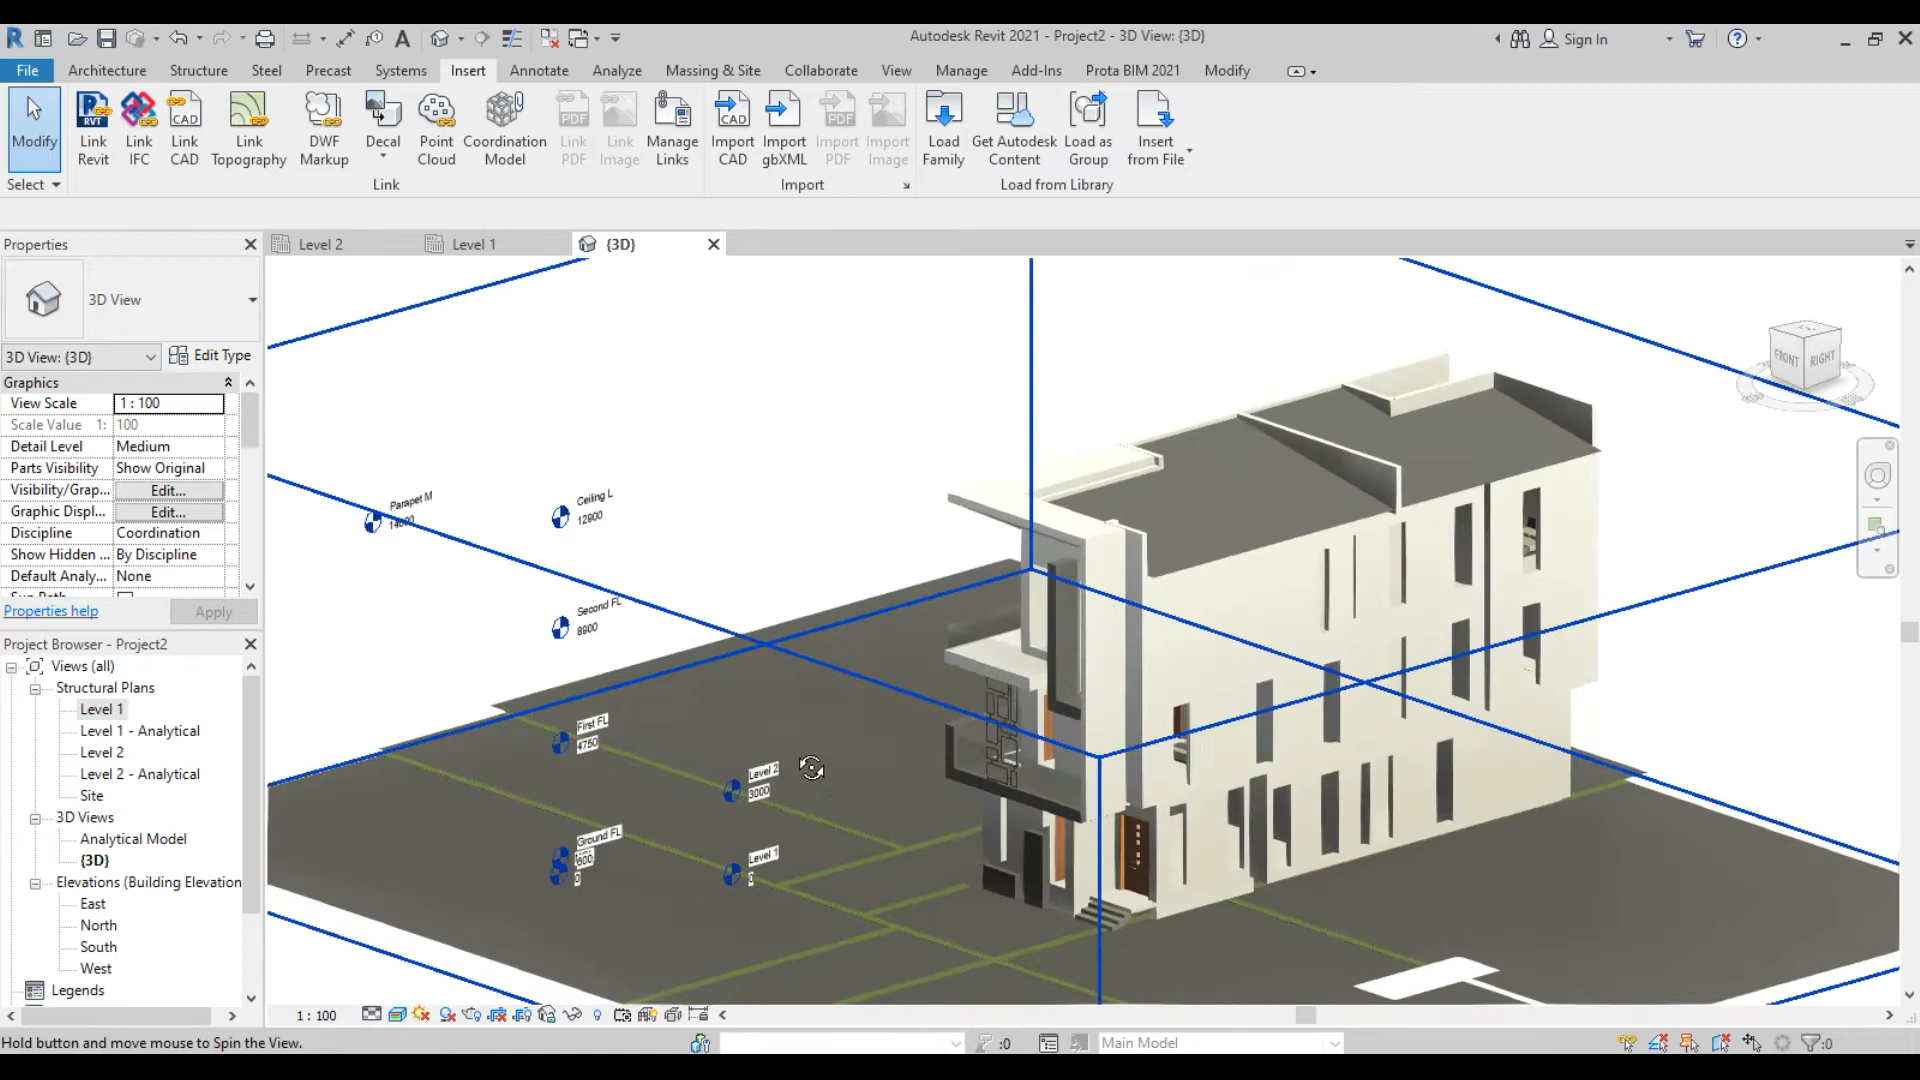 Autodesk Revit 2021 - Project2 - 3D View: {3D}
Sign In
File Architecture Structure Steel Precast Systems Insert Annotate Analyze Massing & Site Collaborate View Manage Add-Ins Prota BIM 2021 Modify
Modify
Link Revit
Link IFC
Link CAD
Link Topography
DWF Markup
Decal
Point Cloud
Coordination Model
Link PDF
Link Image
Manage Links
Import CAD
Import gbXML
Import PDF
Import Image
Load Family
Get Autodesk Content
Load as Group
Insert from File
Select
Link
Import
Load from Library
Properties
Level 2
Level 1
{3D}
3D View
3D View: {3D}
Edit Type
Graphics
View Scale 1 : 100
Scale Value 1: 100
Detail Level Medium
Parts Visibility Show Original
Visibility/Grap... Edit...
Graphic Displ... Edit...
Discipline Coordination
Show Hidden ... By Discipline
Default Analy... None
Properties help
Apply
Project Browser - Project2
Views (all)
Structural Plans
Level 1
Level 1 - Analytical
Level 2
Level 2 - Analytical
Site
3D Views
Analytical Model
{3D}
Elevations (Building Elevation
East
North
South
West
Legends
Parapet M
14000
Ceiling L
12900
Second FL
8900
First FL
4750
Level 2
3000
Ground FL
600
0
Level 1
0
FRONT
RIGHT
1 : 100
Hold button and move mouse to Spin the View.
:0
Main Model
:0